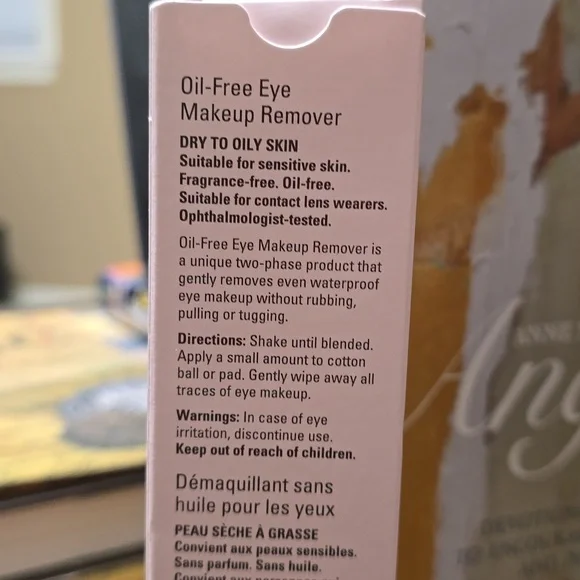 Oil-Free Eye
Makeup Remover
DRY TO OILY SKIN
Suitable for sensitive skin.
Fragrance-free. Oil-free.
Suitable for contact lens wearers.
Ophthalmologist-tested.
Oil-Free Eye Makeup Remover is
a unique two-phase product that
gently removes even waterproof
eye makeup without rubbing,
pulling or tugging.
Directions: Shake until blended.
Apply a small amount to cotton
ball or pad. Gently wipe away all
traces of eye makeup.
Warnings: In case of eye
irritation, discontinue use.
Keep out of reach of children.
Démaquillant sans
huile pour les yeux
PEAU SÈCHE À GRASSE
Convient aux peaux sensibles.
Sans parfum. Sans huile.
Convient aux
ANNIE
Ang